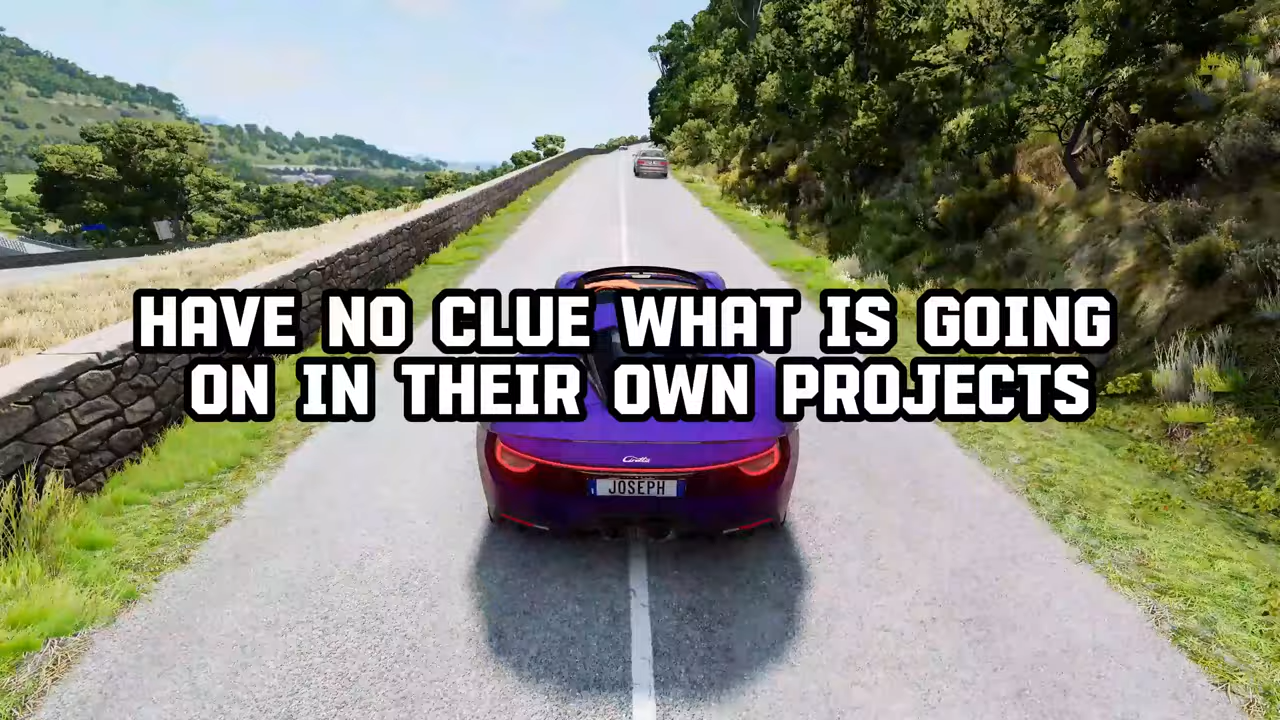 HAVE NO CLUE WHAT IS GOING
ON IN THEIR OWN PROJECTS
JOSEPH